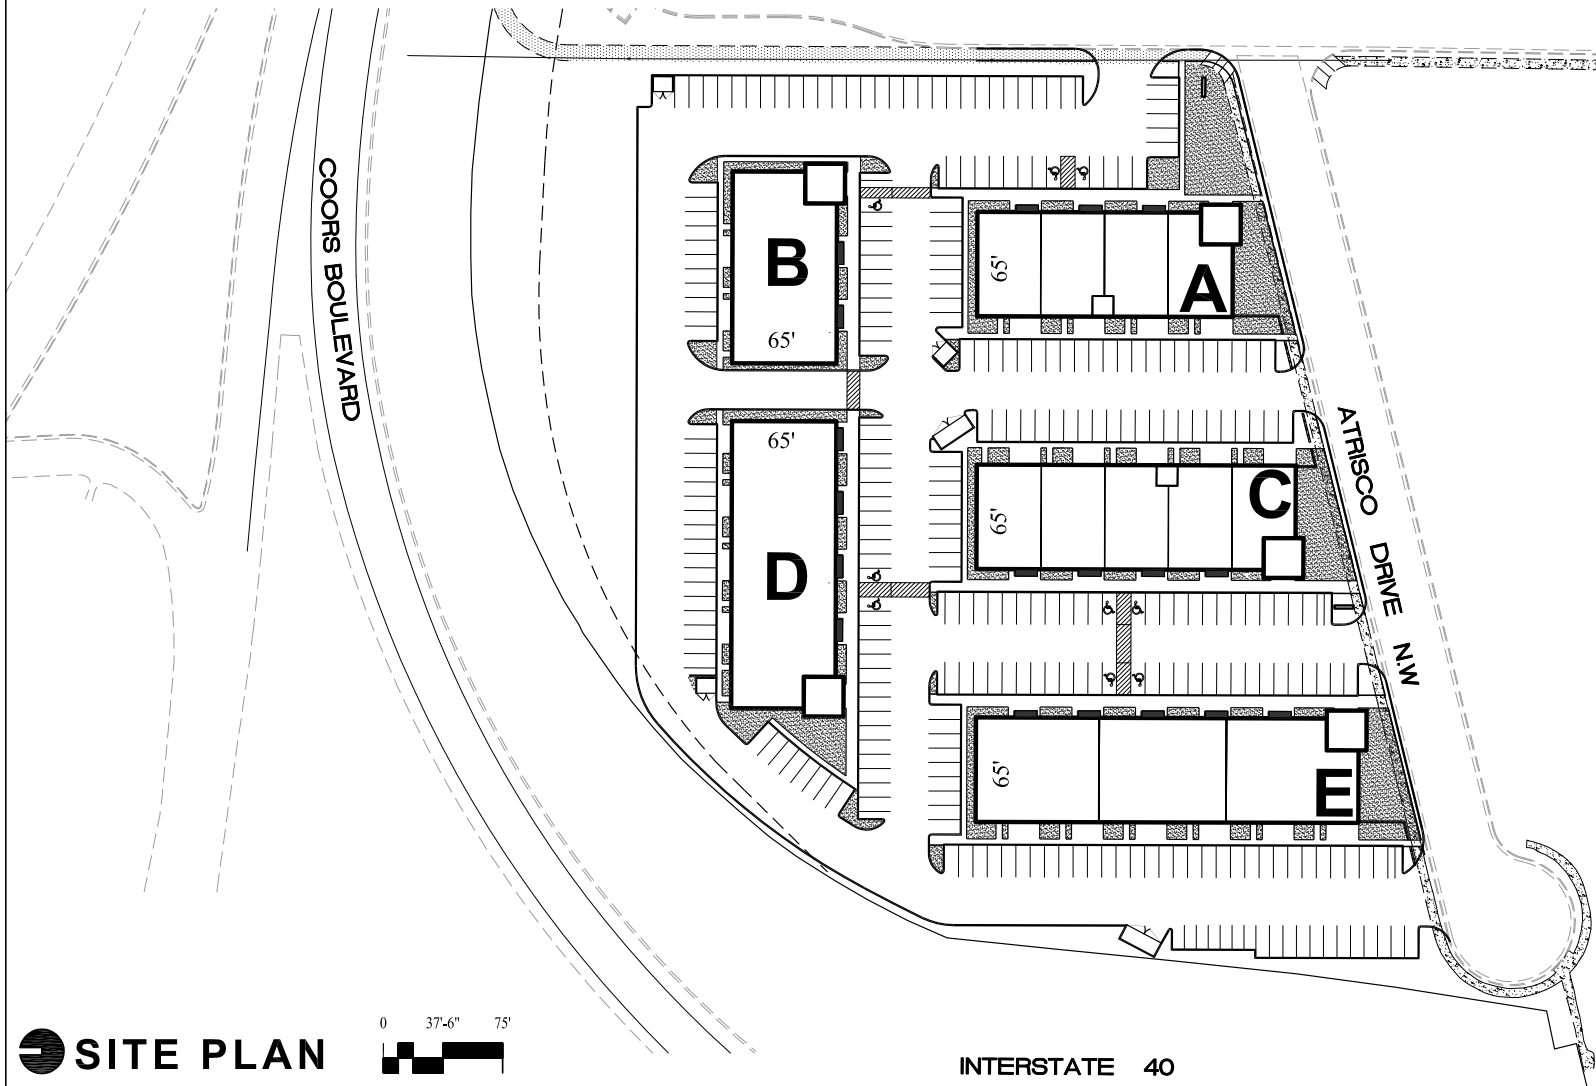 COORS BOULEVARD
B
65'
65'
A
65'
D
65'
C
ATRISCO DRIVE N.W
65'
E
SITE PLAN
0 37'-6" 75'
INTERSTATE 40